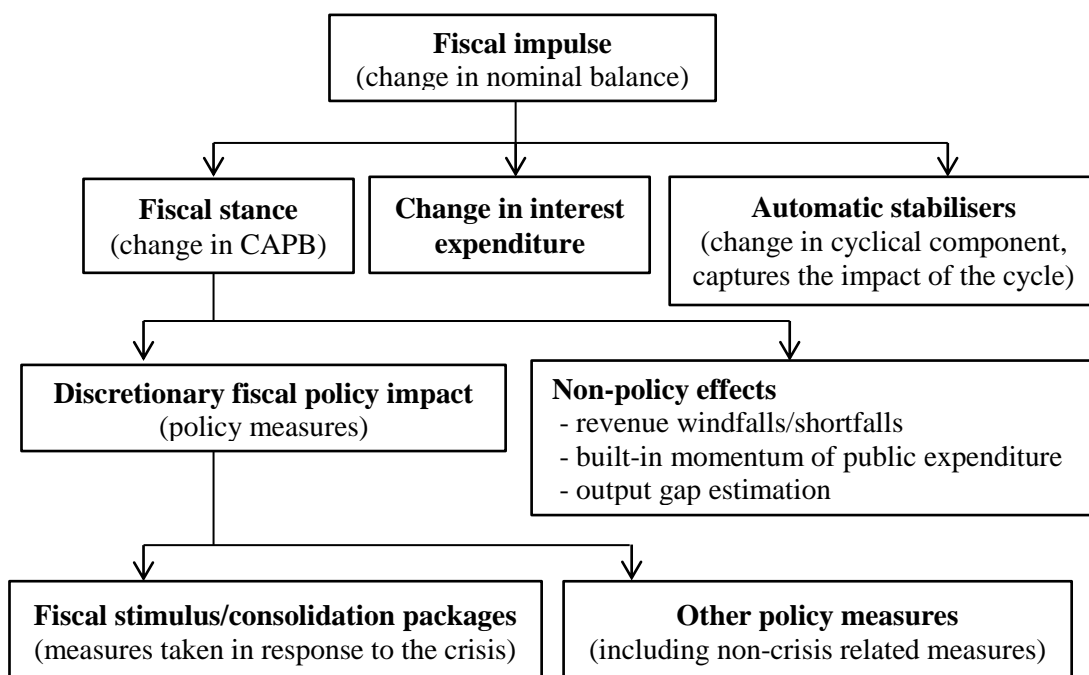 Fiscal impulse
(change in nominal balance)
Fiscal stance
(change in CAPB)
Change in interest
expenditure
Automatic stabilisers
(change in cyclical component,
captures the impact of the cycle)
Discretionary fiscal policy impact
(policy measures)
Non-policy effects
- revenue windfalls/shortfalls
- built-in momentum of public expenditure
- output gap estimation
Fiscal stimulus/consolidation packages
(measures taken in response to the crisis)
Other policy measures
(including non-crisis related measures)